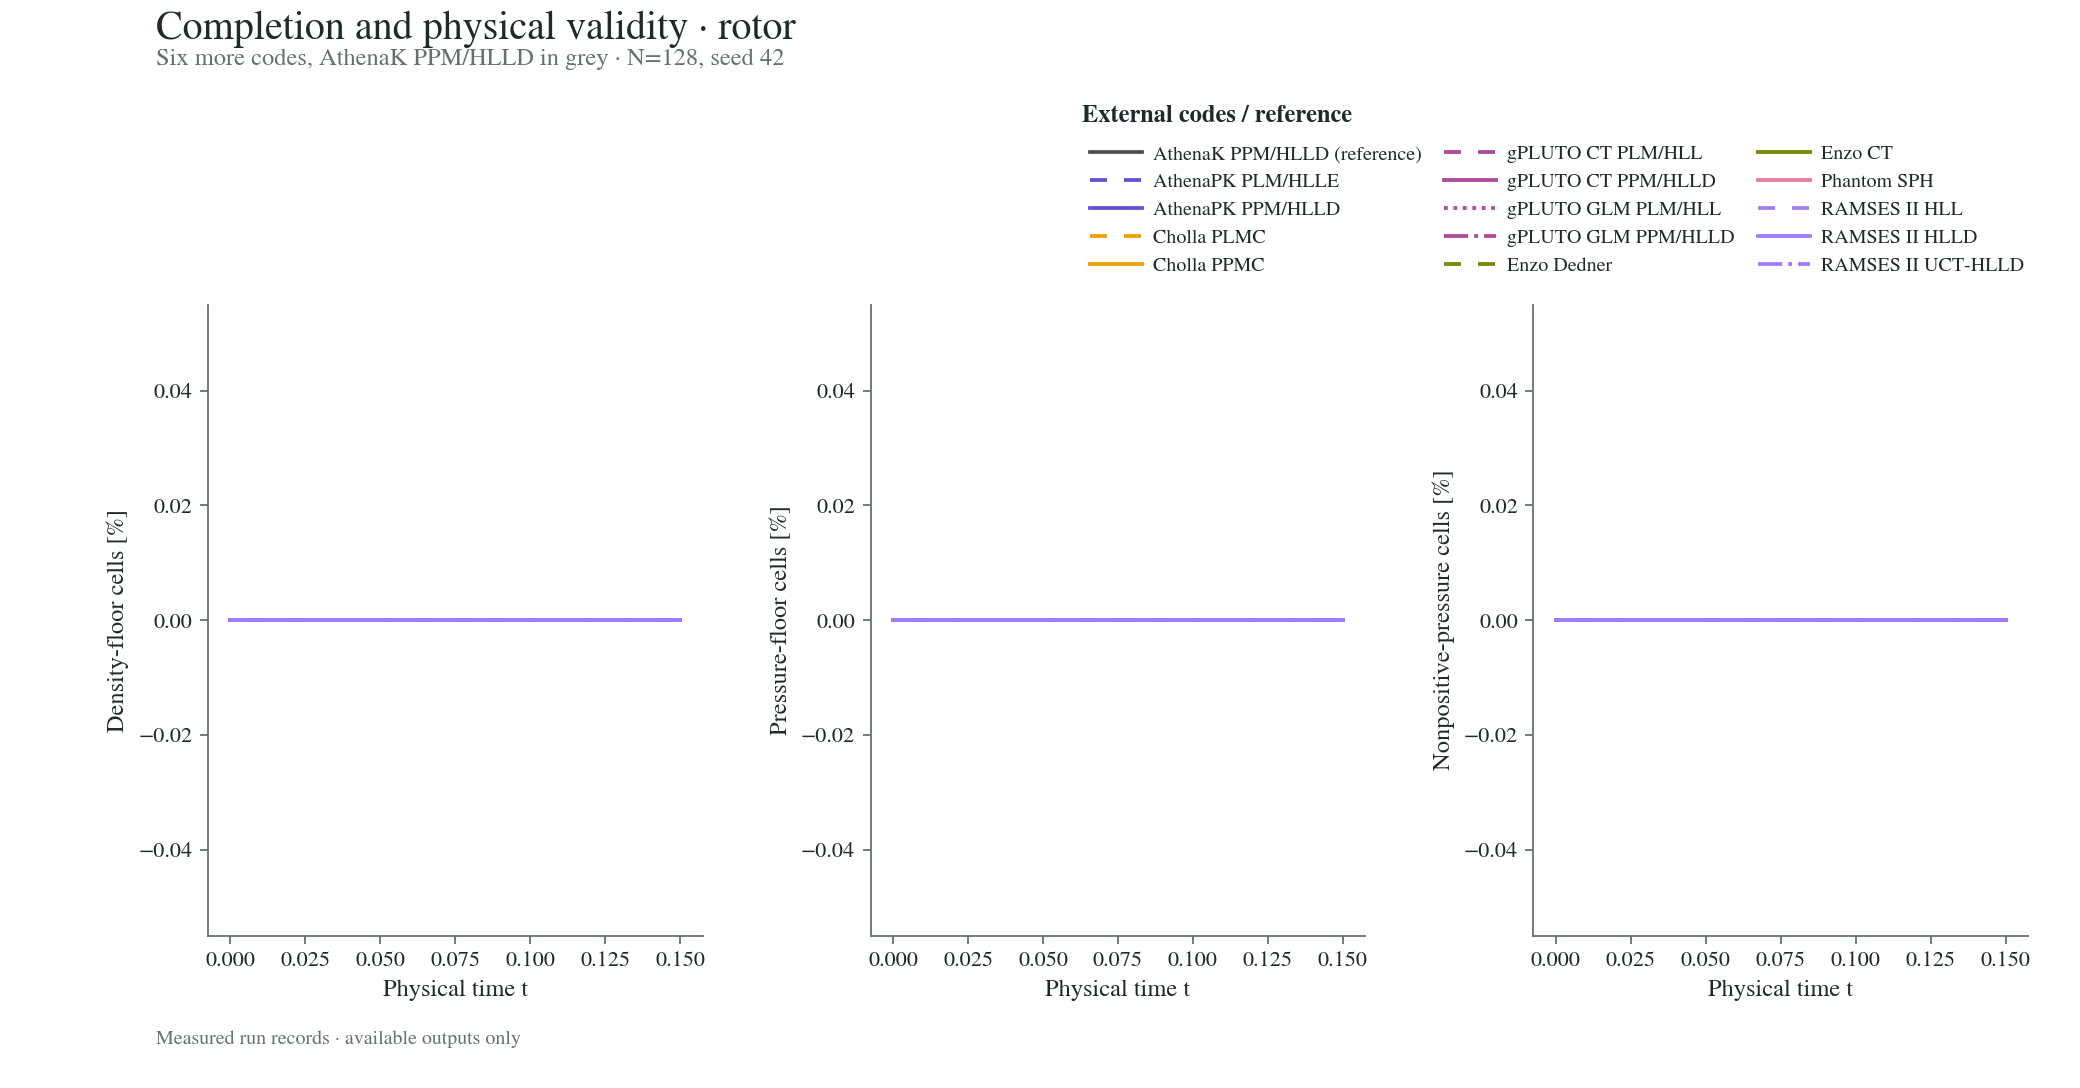 Completion and physical validity · rotor
Six more codes, AthenaK PPM/HLLD in grey · N=128, seed 42
External codes / reference
AthenaK PPM/HLLD (reference)
AthenaPK PLM/HLLE
AthenaPK PPM/HLLD
Cholla PLMC
Cholla PPMC
gPLUTO CT PLM/HLL
gPLUTO CT PPM/HLLD
gPLUTO GLM PLM/HLL
gPLUTO GLM PPM/HLLD
Enzo Dedner
Enzo CT
Phantom SPH
RAMSES II HLL
RAMSES II HLLD
RAMSES II UCT-HLLD
Density-floor cells [%]
0.04
0.02
0.00
−0.02
−0.04
0.000 0.025 0.050 0.075 0.100 0.125 0.150
Physical time t
Pressure-floor cells [%]
0.04
0.02
0.00
−0.02
−0.04
0.000 0.025 0.050 0.075 0.100 0.125 0.150
Physical time t
Nonpositive-pressure cells [%]
0.04
0.02
0.00
−0.02
−0.04
0.000 0.025 0.050 0.075 0.100 0.125 0.150
Physical time t
Measured run records · available outputs only